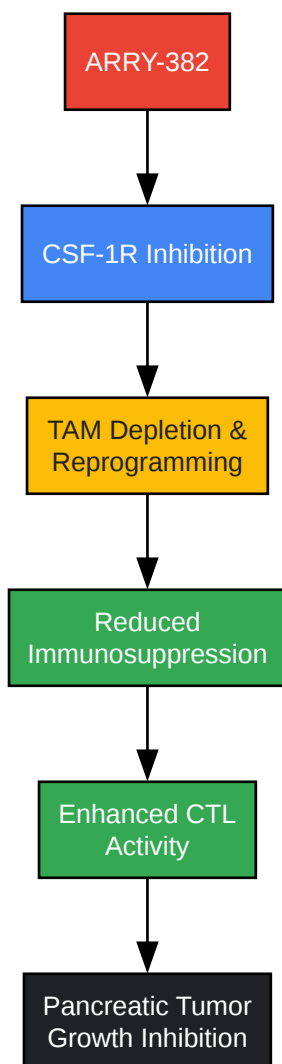 ARRY-382
CSF-1R Inhibition
TAM Depletion &
Reprogramming
Reduced
Immunosuppression
Enhanced CTL
Activity
Pancreatic Tumor
Growth Inhibition